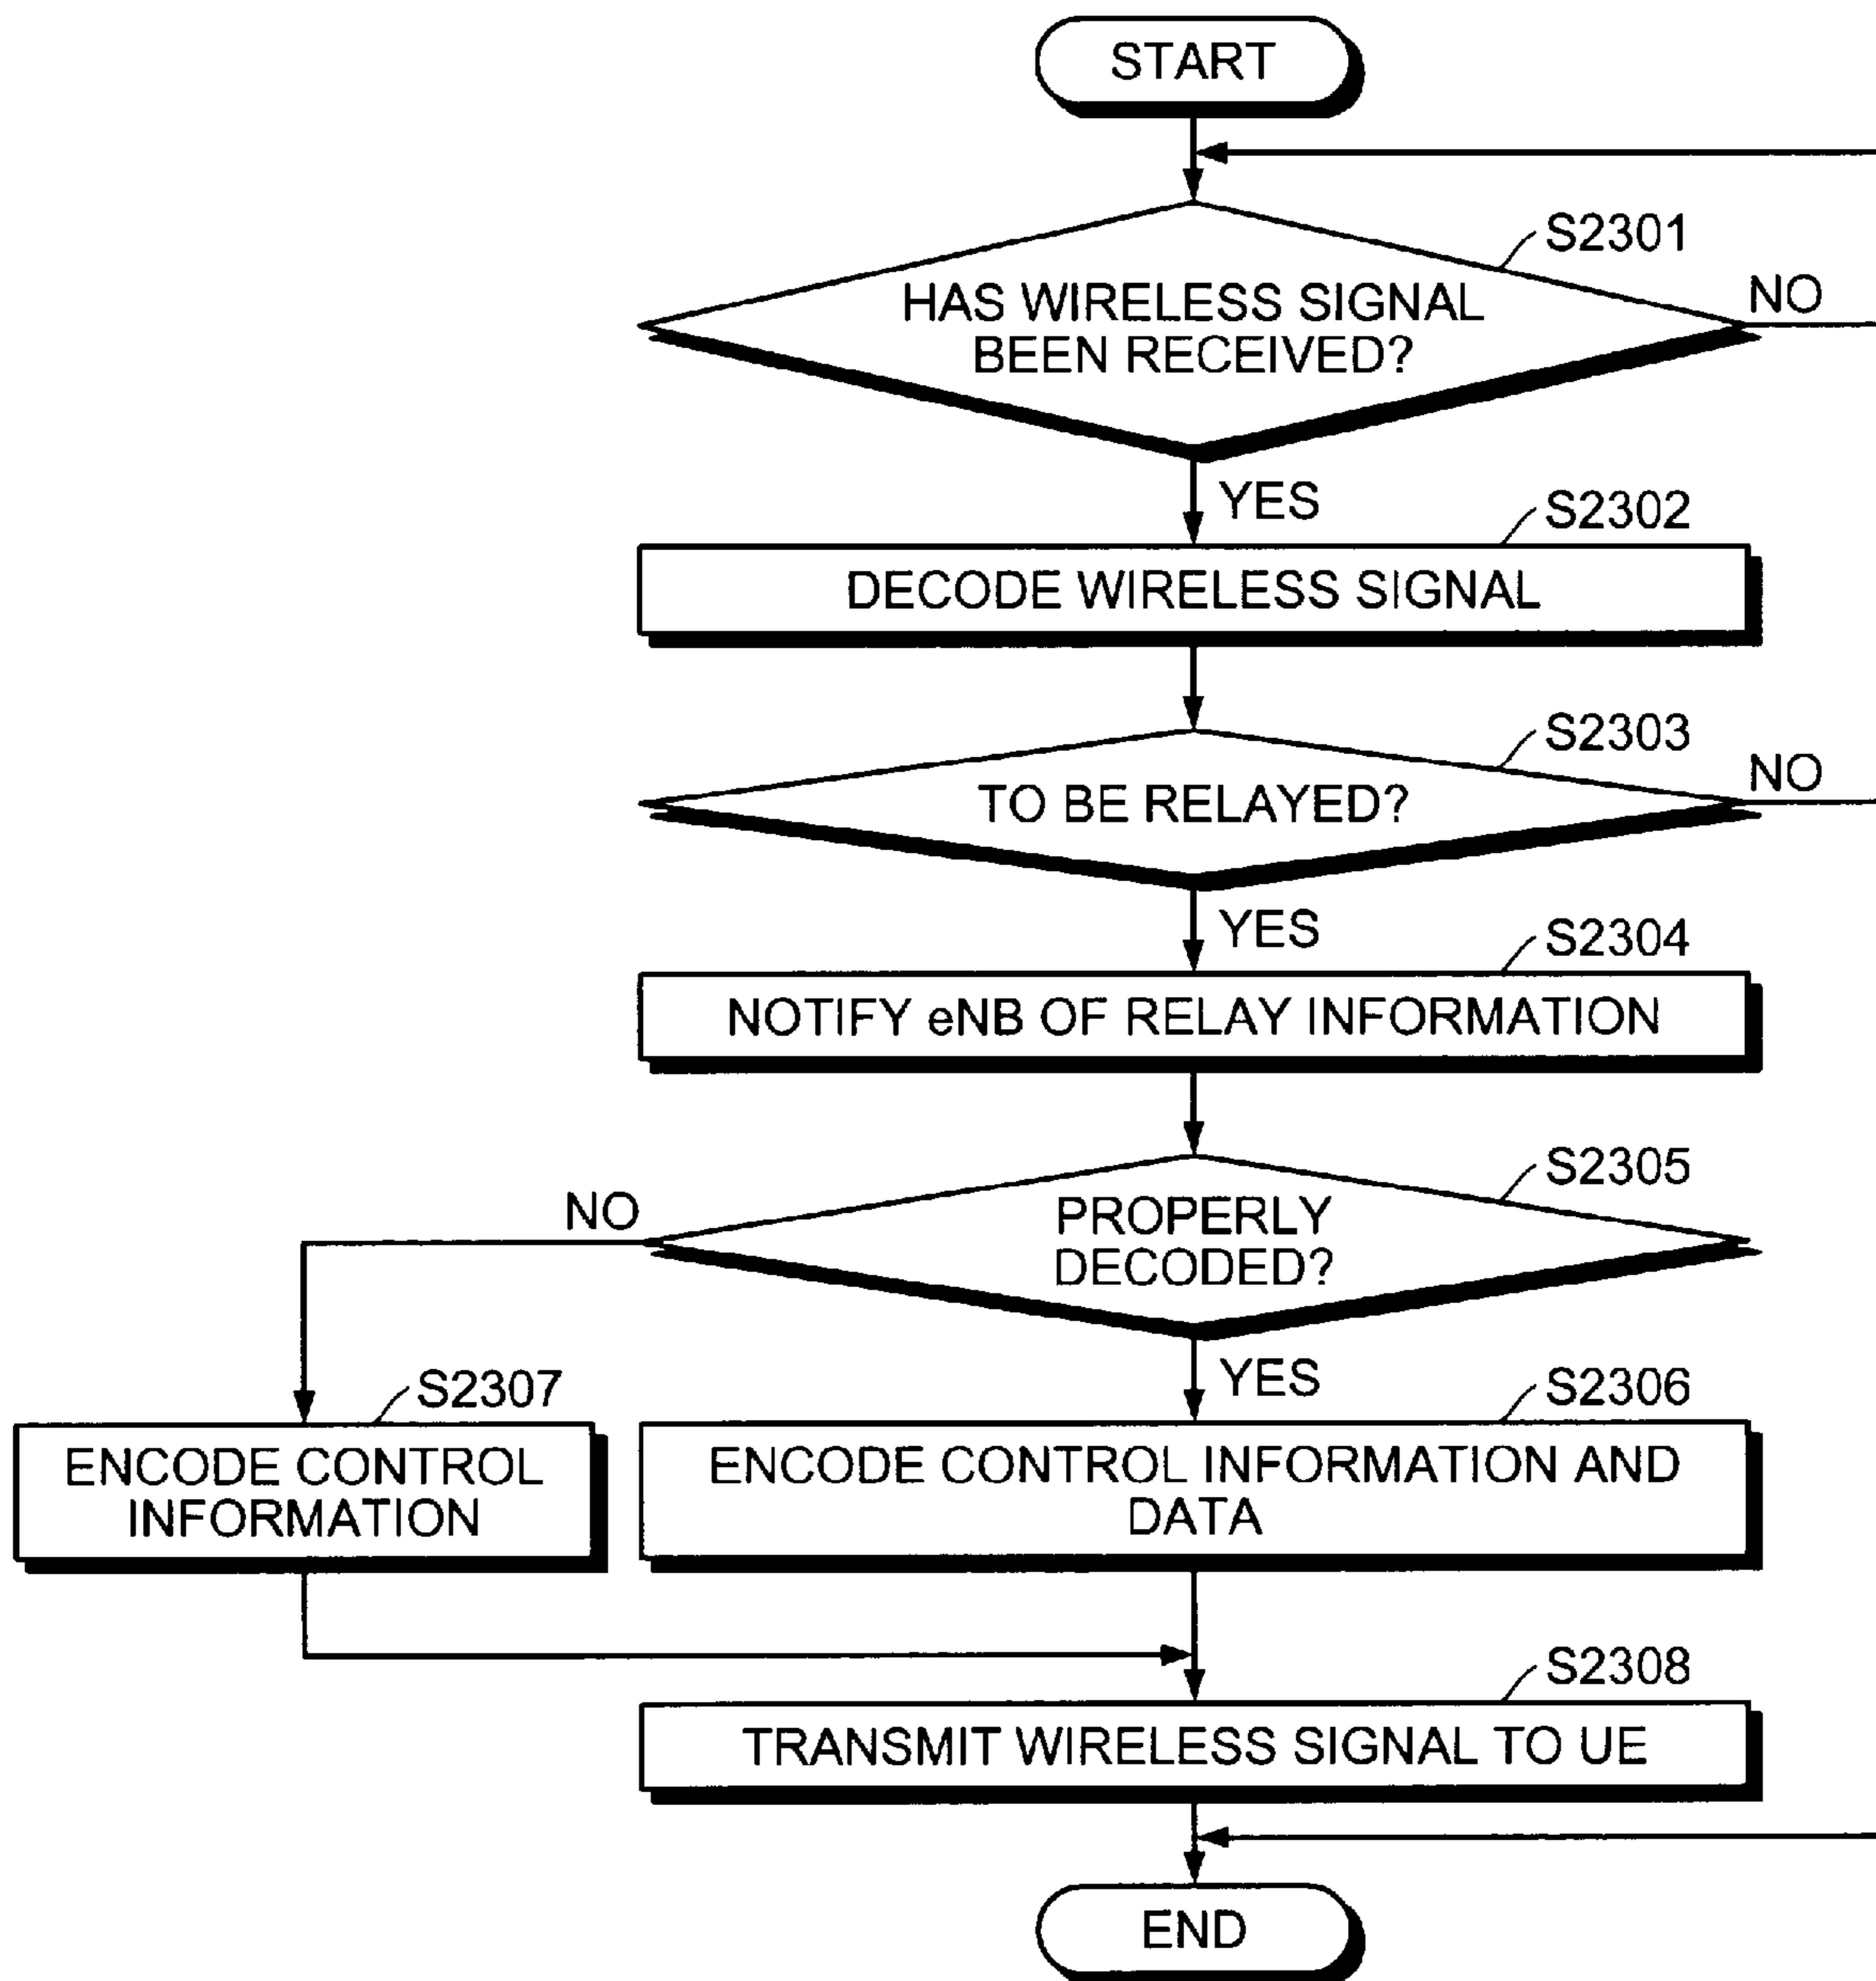 START
S2301
HAS WIRELESS SIGNAL
BEEN RECEIVED?
NO
YES
S2302
DECODE WIRELESS SIGNAL
S2303
TO BE RELAYED?
NO
YES
S2304
NOTIFY eNB OF RELAY INFORMATION
S2305
PROPERLY
DECODED?
NO
YES
S2307
ENCODE CONTROL
INFORMATION
S2306
ENCODE CONTROL INFORMATION AND
DATA
S2308
TRANSMIT WIRELESS SIGNAL TO UE
END